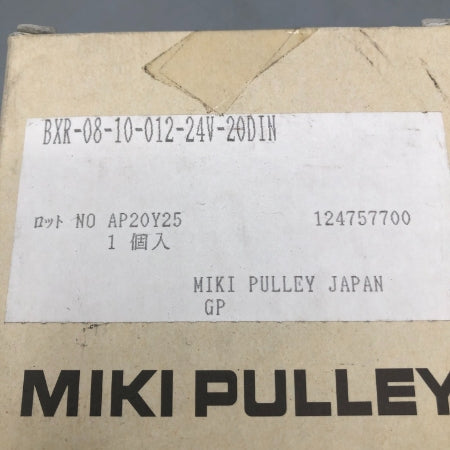 BXR-08-10-012-24V-20DIN
ロット NO AP20Y25 124757700
1 個入
MIKI PULLEY JAPAN
GP
MIKI PULLEY